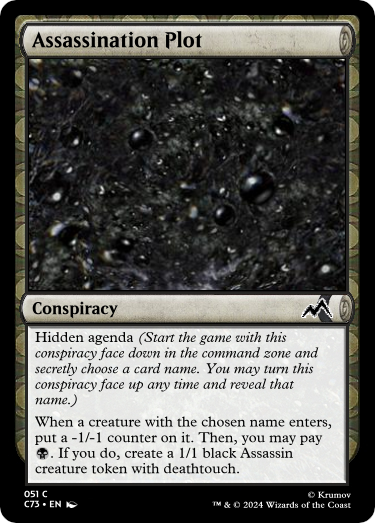 Assassination Plot
Conspiracy
Hidden agenda (Start the game with this
conspiracy face down in the command zone and
secretly choose a card name. You may turn this
conspiracy face up any time and reveal that
name.)
When a creature with the chosen name enters,
put a -1/-1 counter on it. Then, you may pay
. If you do, create a 1/1 black Assassin
creature token with deathtouch.
051 C
C73 • EN
© Krumov
™ & © 2024 Wizards of the Coast